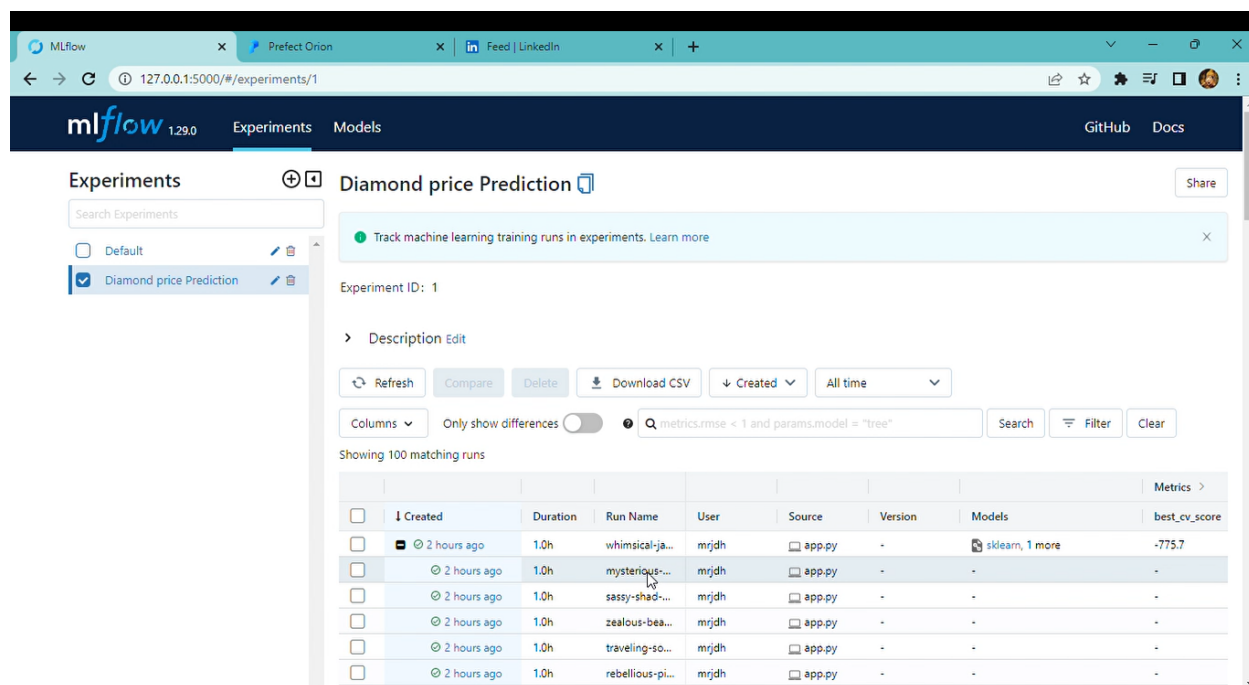 MLflow
Prefect Orion
Feed | LinkedIn
127.0.0.1:5000/#/experiments/1
mlflow 1.29.0 Experiments Models GitHub Docs
Experiments
Search Experiments
Default
Diamond price Prediction
Diamond price Prediction
Share
Track machine learning training runs in experiments. Learn more
Experiment ID: 1
Description Edit
Refresh Compare Delete Download CSV Created All time
Columns Only show differences metrics.rmse < 1 and params.model = "tree" Search Filter Clear
Showing 100 matching runs
Metrics >
Created Duration Run Name User Source Version Models best_cv_score
2 hours ago 1.0h whimsical-ja... mrjdh app.py - sklearn, 1 more -775.7
2 hours ago 1.0h mysterious-... mrjdh app.py - - -
2 hours ago 1.0h sassy-shad-... mrjdh app.py - - -
2 hours ago 1.0h zealous-bea... mrjdh app.py - - -
2 hours ago 1.0h traveling-so... mrjdh app.py - - -
2 hours ago 1.0h rebellious-pi... mrjdh app.py - - -